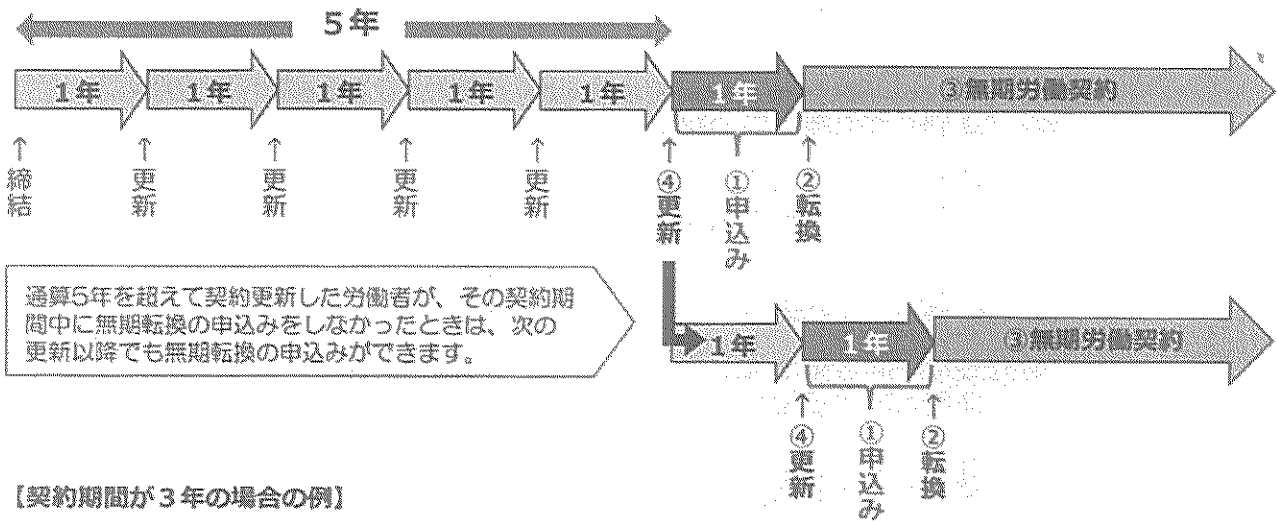 5年
1年 1年 1年 1年 1年 1年 ③無期労働契約
締結 更新 更新 更新 更新 ④更新 ①申込み ②転換
通算5年を超えて契約更新した労働者が、その契約期
間中に無期転換の申込みをしなかったときは、次の
更新以降でも無期転換の申込みができます。
1年 1年 ③無期労働契約
④更新 ①申込み ②転換
【契約期間が3年の場合の例】